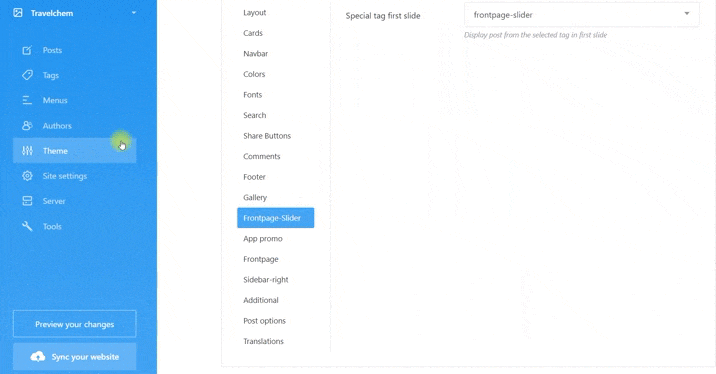 Travelchem
Posts
Tags
Menus
Authors
Theme
Site settings
Server
Tools
Preview your changes
Sync your website
Layout
Cards
Navbar
Colors
Fonts
Search
Share Buttons
Comments
Footer
Gallery
Frontpage-Slider
App promo
Frontpage
Sidebar-right
Additional
Post options
Translations
Special tag first slide
frontpage-slider
Display post from the selected tag in first slide